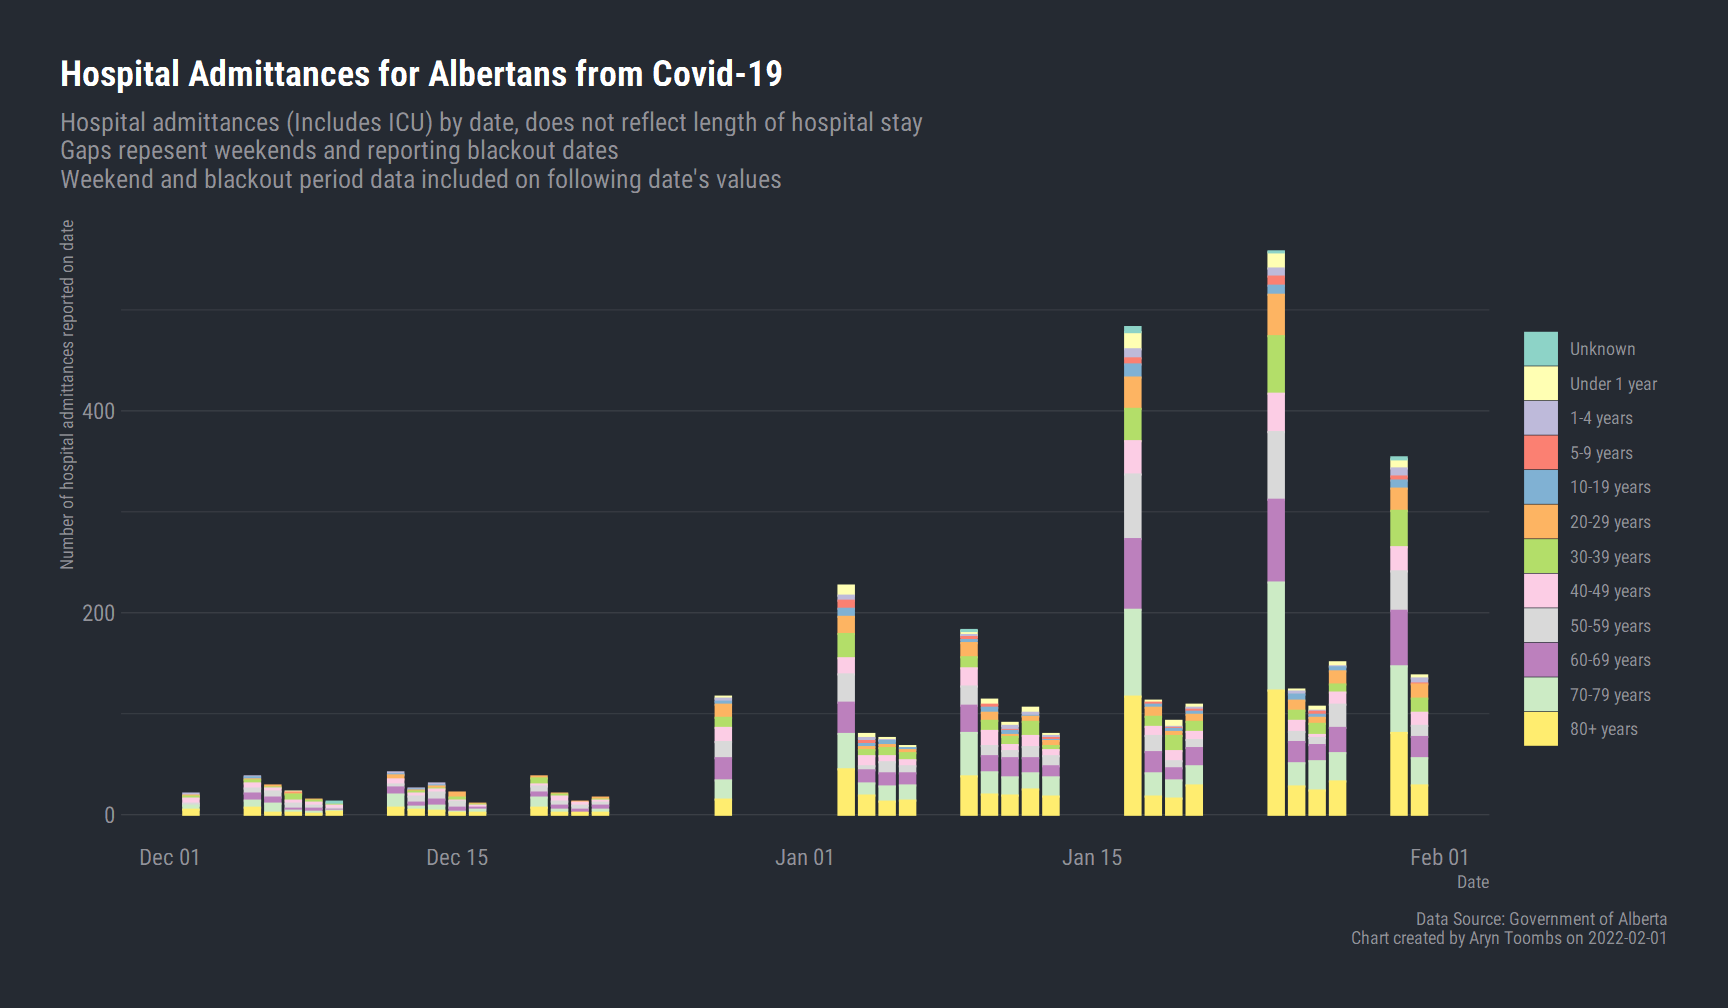 Hospital Admittances for Albertans from Covid-19
Hospital admittances (Includes ICU) by date, does not reflect length of hospital stay
Gaps repesent weekends and reporting blackout dates
Weekend and blackout period data included on following date's values
Number of hospital admittances reported on date
400
200
0
Dec 01
Dec 15
Jan 01
Jan 15
Feb 01
Date
Unknown
Under 1 year
1-4 years
5-9 years
10-19 years
20-29 years
30-39 years
40-49 years
50-59 years
60-69 years
70-79 years
80+ years
Data Source: Government of Alberta
Chart created by Aryn Toombs on 2022-02-01